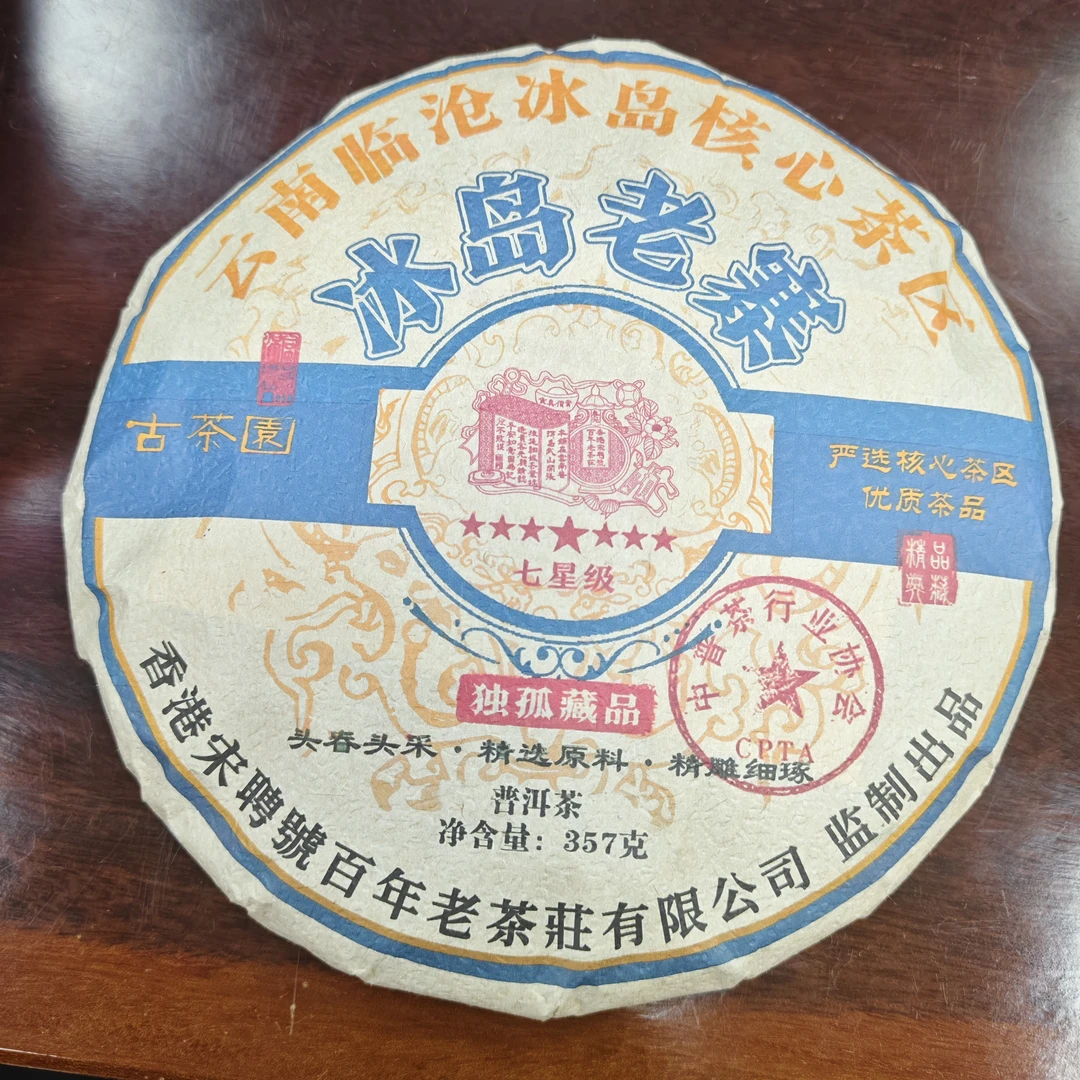 云南临沧冰岛核心茶区
冰岛老寨
古茶園
严选核心茶区
优质茶品
七星级
中普茶行业协会
CPTA
独孤藏品
头春头采·精选原料·精雕细琢
普洱茶
净含量：357克
香港宋聘號百年老茶莊有限公司 监制出品